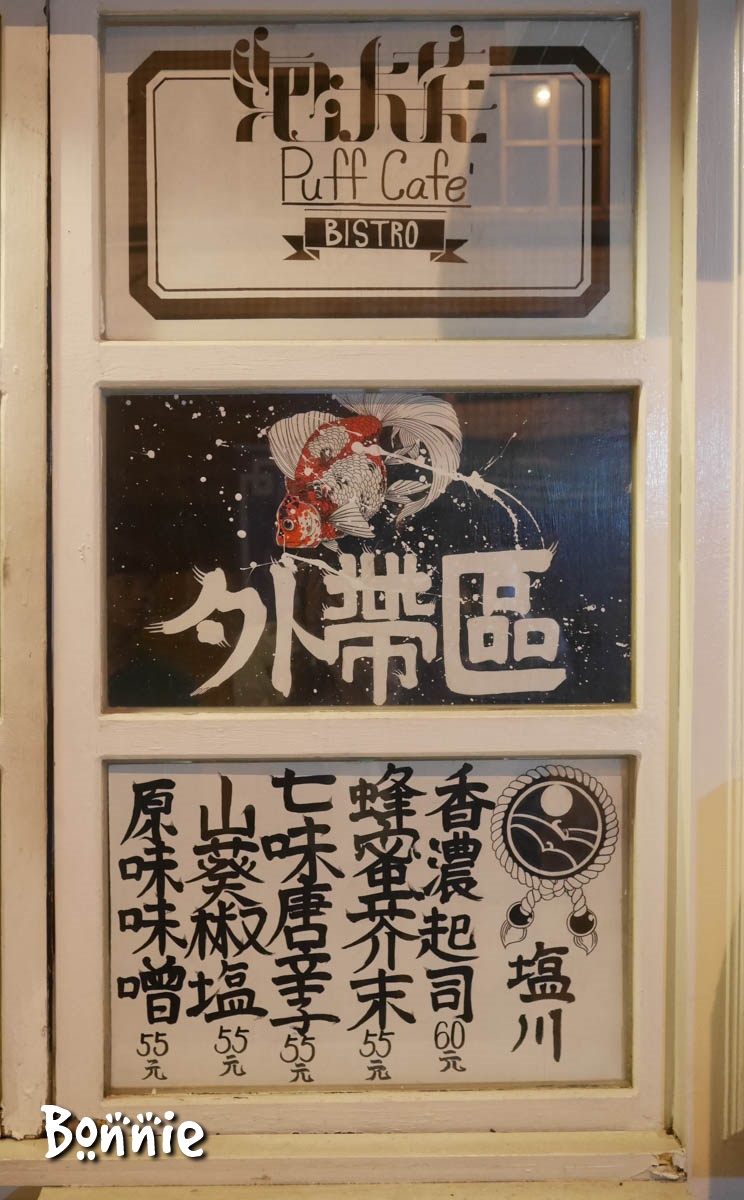 泡芙
Puff Café
BISTRO
外帶區
塩川
香濃起司 60元
蜂蜜芥末 55元
七味唐辛子 55元
山葵椒塩 55元
原味味噌 55元
Bonnie